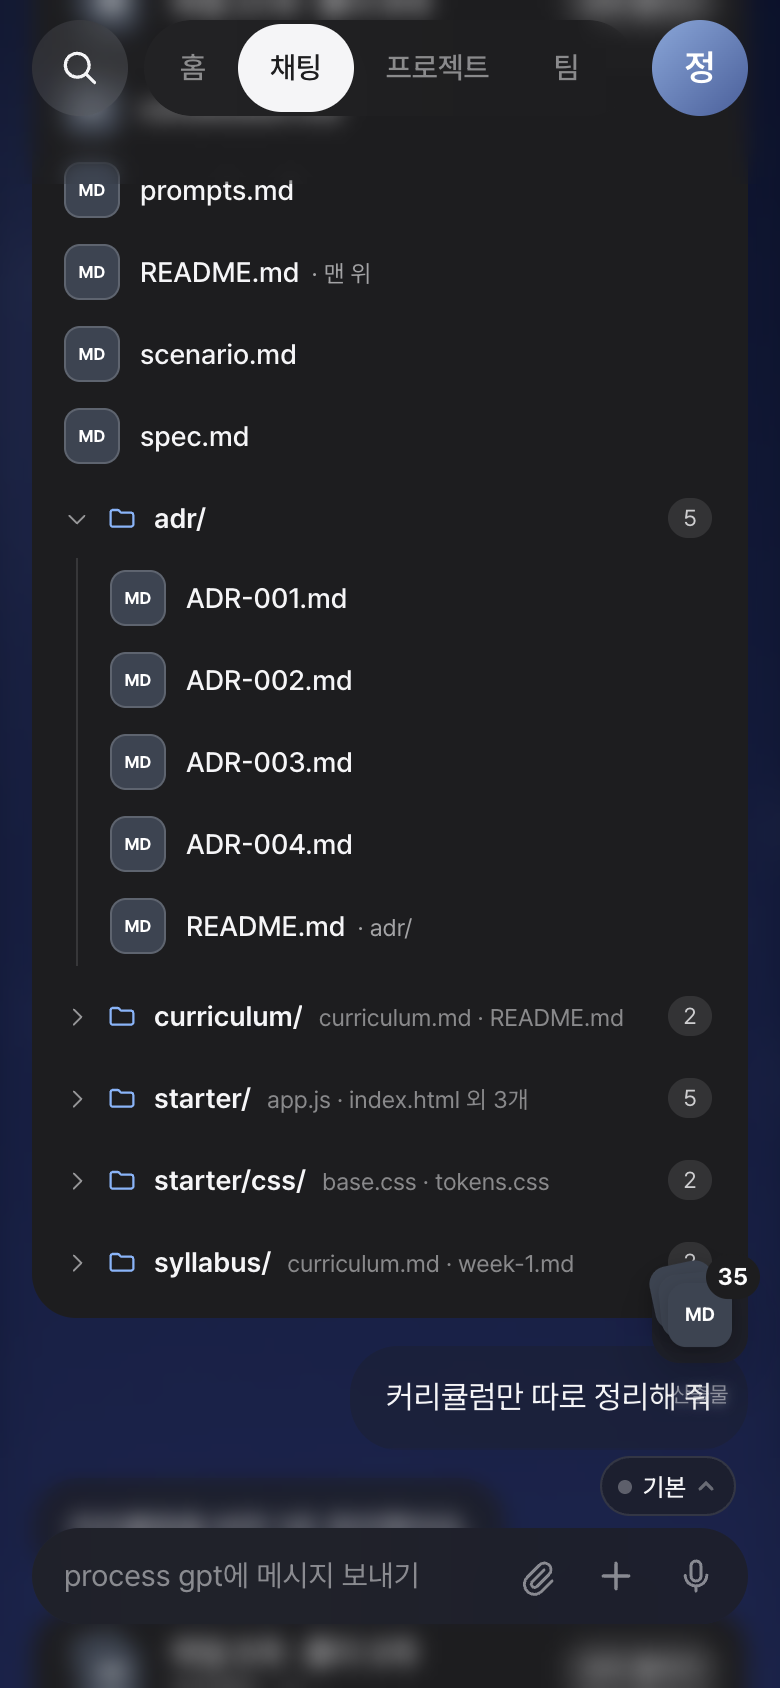 홈 채팅 프로젝트 팀 정
MD prompts.md
MD README.md · 맨 위
MD scenario.md
MD spec.md
adr/ 5
MD ADR-001.md
MD ADR-002.md
MD ADR-003.md
MD ADR-004.md
MD README.md · adr/
curriculum/ curriculum.md · README.md 2
starter/ app.js · index.html 외 3개 5
starter/css/ base.css · tokens.css 2
syllabus/ curriculum.md · week-1.md
35
MD
커리큘럼만 따로 정리해 줘
기본
process gpt에 메시지 보내기